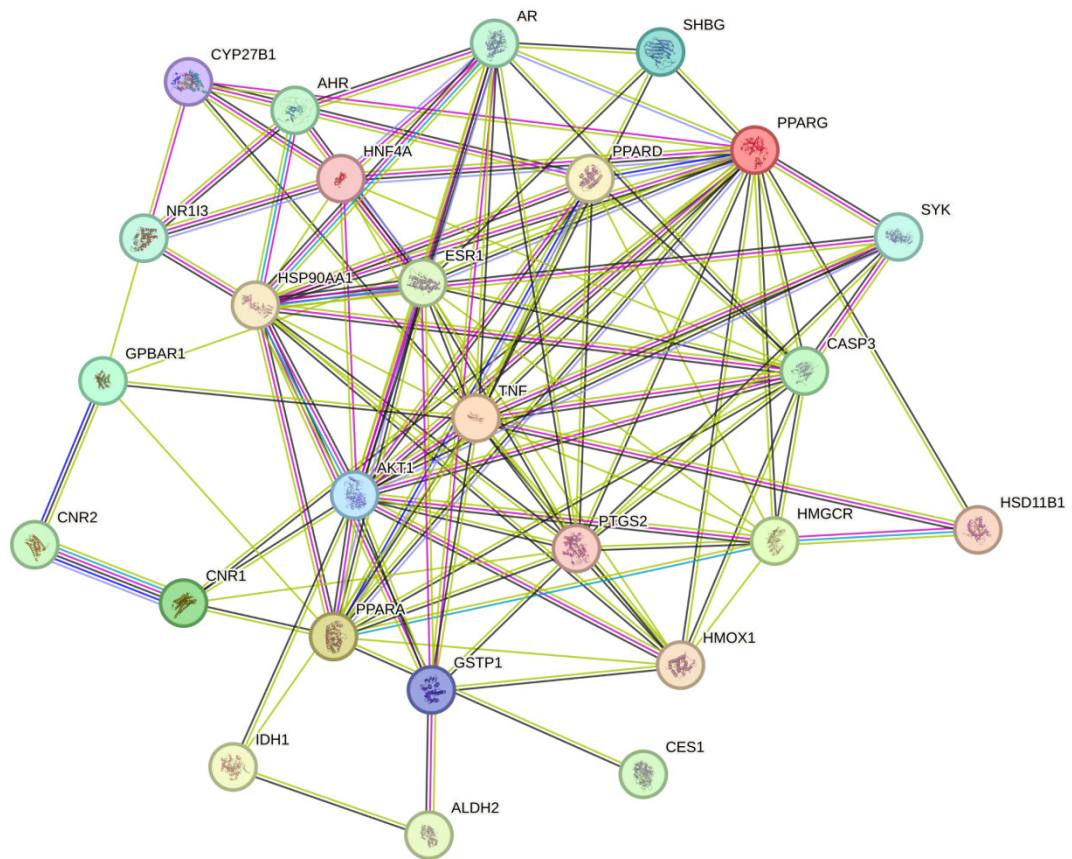 AR
SHBG
CYP27B1
AHR
PPARG
HNF4A
PPARD
SYK
NR1I3
ESR1
HSP90AA1
GPBAR1
CASP3
TNF
AKT1
CNR2
PTGS2
HMGCR
HSD11B1
CNR1
PPARA
HMOX1
GSTP1
IDH1
CES1
ALDH2